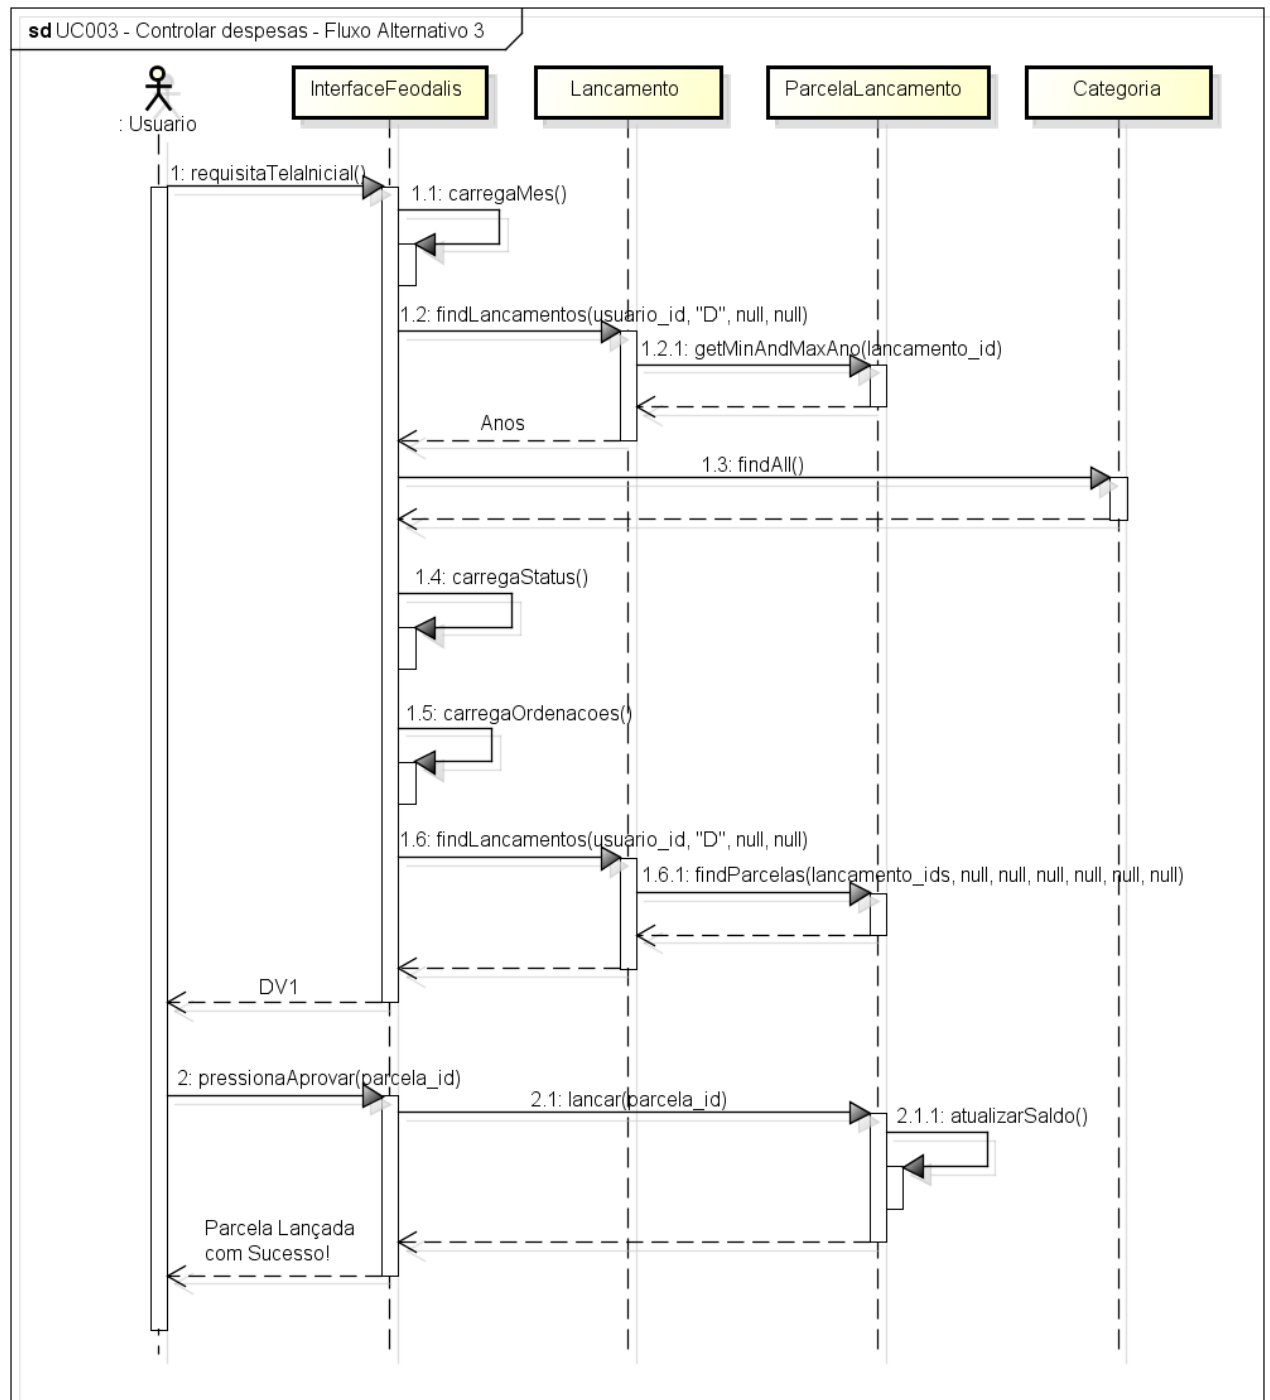 sd UC003 - Controlar despesas - Fluxo Alternativo 3
: Usuario
InterfaceFeodalis
Lancamento
ParcelaLancamento
Categoria
1: requisitaTelaInicial()
1.1: carregaMes()
1.2: findLancamentos(usuario_id, "D", null, null)
1.2.1: getMinAndMaxAno(lancamento_id)
Anos
1.3: findAll()
1.4: carregaStatus()
1.5: carregaOrdenacoes()
1.6: findLancamentos(usuario_id, "D", null, null)
1.6.1: findParcelas(lancamento_ids, null, null, null, null, null, null)
DV1
2: pressionaAprovar(parcela_id)
2.1: lancar(parcela_id)
2.1.1: atualizarSaldo()
Parcela Lançada
com Sucesso!